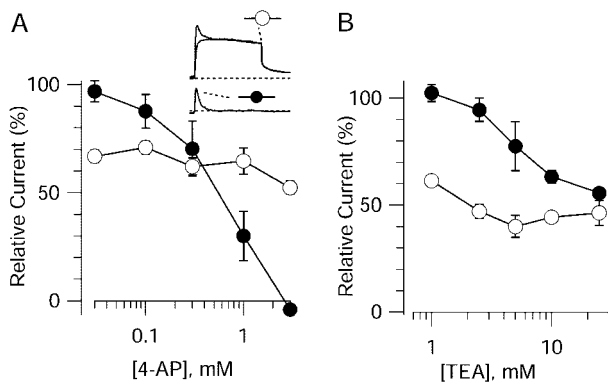 A
Relative Current (%)
100
50
0
0.1
1
[4-AP], mM
B
Relative Current (%)
100
50
0
1
10
[TEA], mM